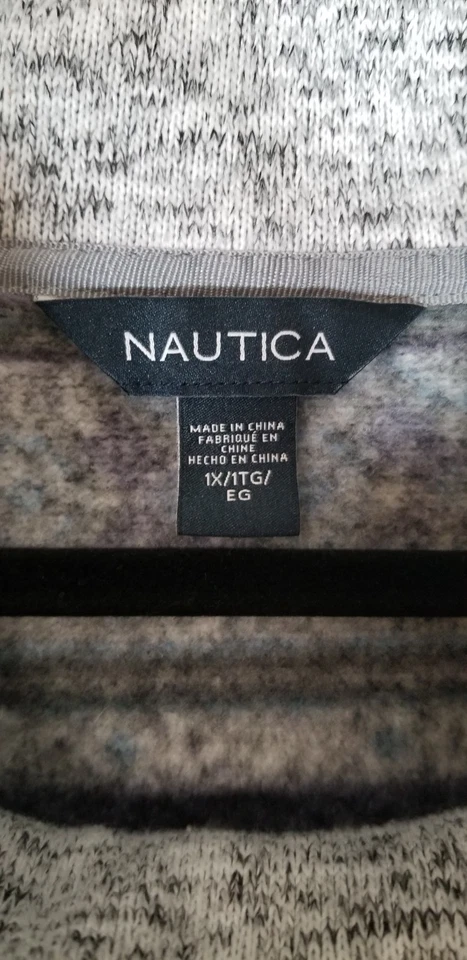 NAUTICA
MADE IN CHINA
FABRIQUÉ EN
CHINE
HECHO EN CHINA
1X/1TG/
EG